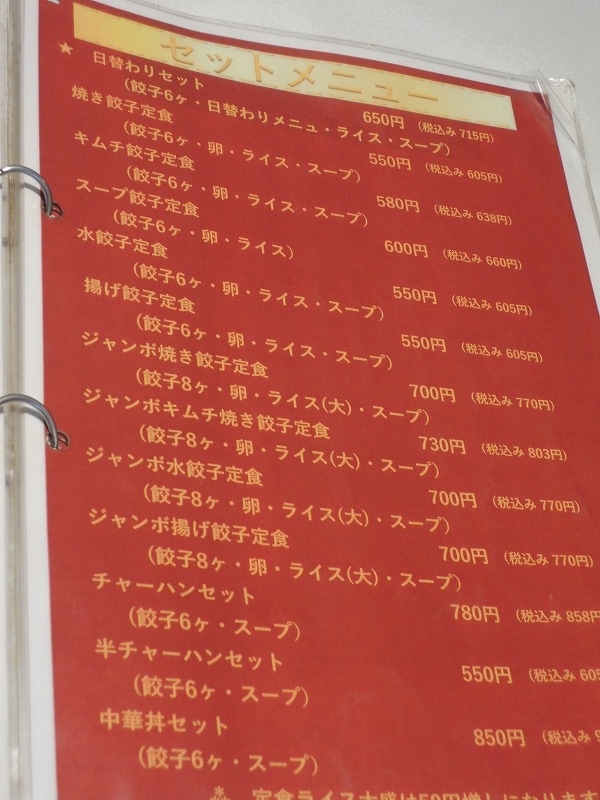 セットメニュー
★ 日替わりセット 650円 (税込み 715円)
(餃子6ヶ・日替わりメニュ・ライス・スープ)
焼き餃子定食 550円 (税込み 605円)
(餃子6ヶ・卵・ライス・スープ)
キムチ餃子定食 580円 (税込み 638円)
(餃子6ヶ・卵・ライス・スープ)
スープ餃子定食 600円 (税込み 660円)
(餃子6ヶ・卵・ライス)
水餃子定食 550円 (税込み 605円)
(餃子6ヶ・卵・ライス・スープ)
揚げ餃子定食 550円 (税込み 605円)
(餃子6ヶ・卵・ライス・スープ)
ジャンボ焼き餃子定食 700円 (税込み 770円)
(餃子8ヶ・卵・ライス(大)・スープ)
ジャンボキムチ焼き餃子定食 730円 (税込み 803円)
(餃子8ヶ・卵・ライス(大)・スープ)
ジャンボ水餃子定食 700円 (税込み 770円)
(餃子8ヶ・卵・ライス(大)・スープ)
ジャンボ揚げ餃子定食 700円 (税込み 770円)
(餃子8ヶ・卵・ライス(大)・スープ)
チャーハンセット 780円 (税込み 858円
(餃子6ヶ・スープ)
半チャーハンセット 550円 (税込み 605
(餃子6ヶ・スープ)
中華丼セット 850円 (税込み 9
(餃子6ヶ・スープ)
※ 定食ライス大盛は50円増しになります